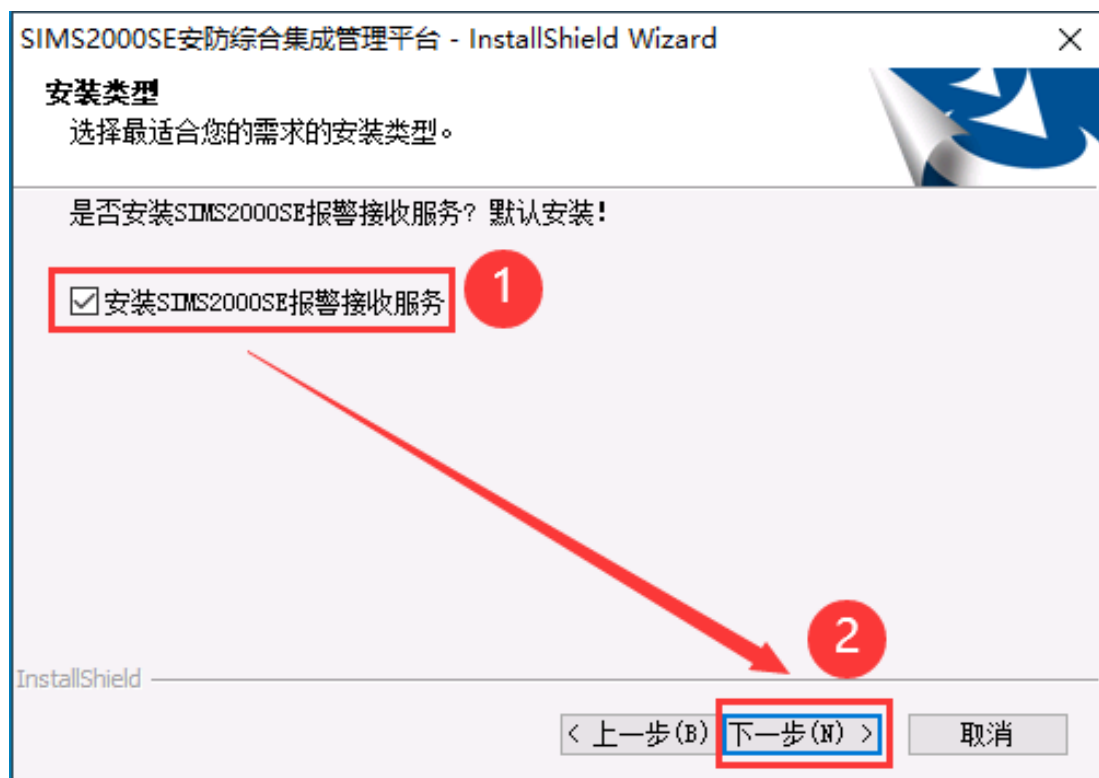 SIMS2000SE安防综合集成管理平台 - InstallShield Wizard
安装类型
选择最适合您的需求的安装类型。
是否安装SIMS2000SE报警接收服务? 默认安装!
安装SIMS2000SE报警接收服务
1
2
InstallShield
< 上一步(B) 下一步(N) > 取消